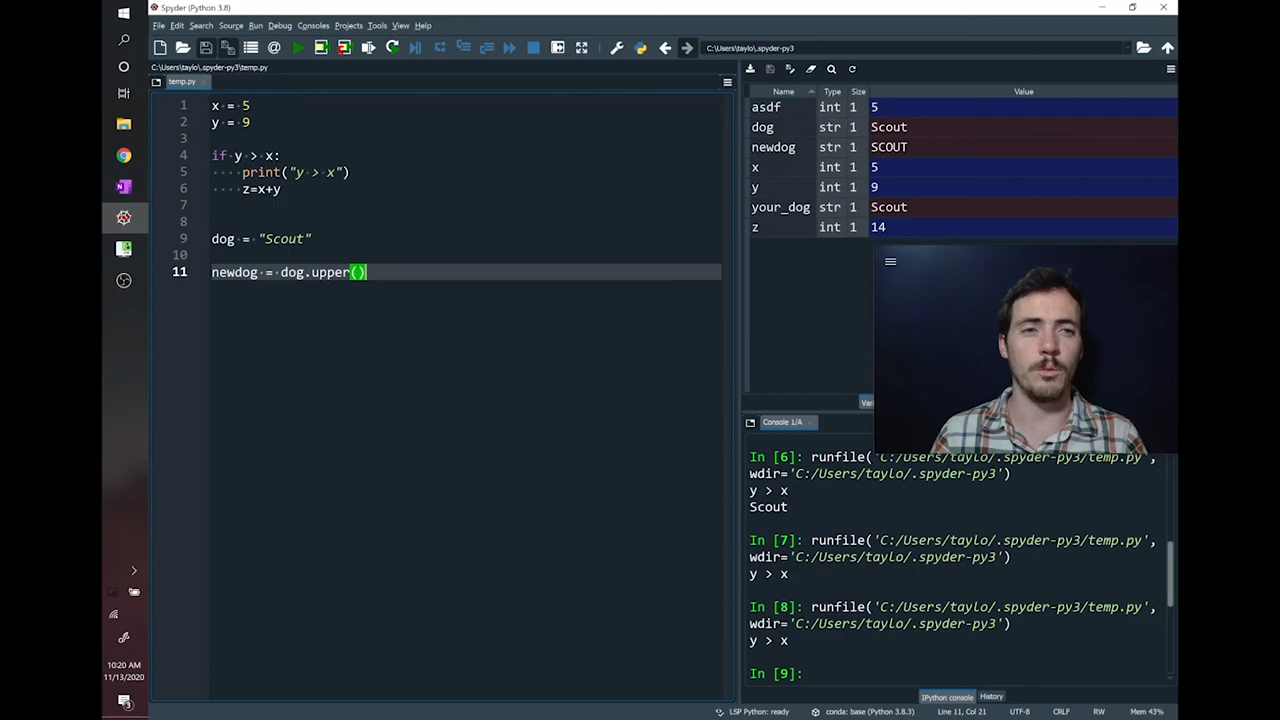 Spyder (Python 3.8)
File Edit Search Source Run Debug Consoles Projects Tools View Help
C:\Users\taylo\.spyder-py3
C:\Users\taylo\.spyder-py3\temp.py
temp.py
1 x = 5
2 y = 9
3
4 if y > x:
5 print("y > x")
6 z=x+y
7
8
9 dog = "Scout"
10
11 newdog = dog.upper()
Name Type Size Value
asdf int 1 5
dog str 1 Scout
newdog str 1 SCOUT
x int 1 5
y int 1 9
your_dog str 1 Scout
z int 1 14
Vari
Console 1/A
In [6]: runfile('C:/Users/taylo/.spyder-py3/temp.py',
wdir='C:/Users/taylo/.spyder-py3')
y > x
Scout
In [7]: runfile('C:/Users/taylo/.spyder-py3/temp.py',
wdir='C:/Users/taylo/.spyder-py3')
y > x
In [8]: runfile('C:/Users/taylo/.spyder-py3/temp.py',
wdir='C:/Users/taylo/.spyder-py3')
y > x
In [9]:
IPython console History
LSP Python: ready conda: base (Python 3.8.3) Line 11, Col 21 UTF-8 CRLF RW Mem 43%
10:20 AM
11/13/2020
3